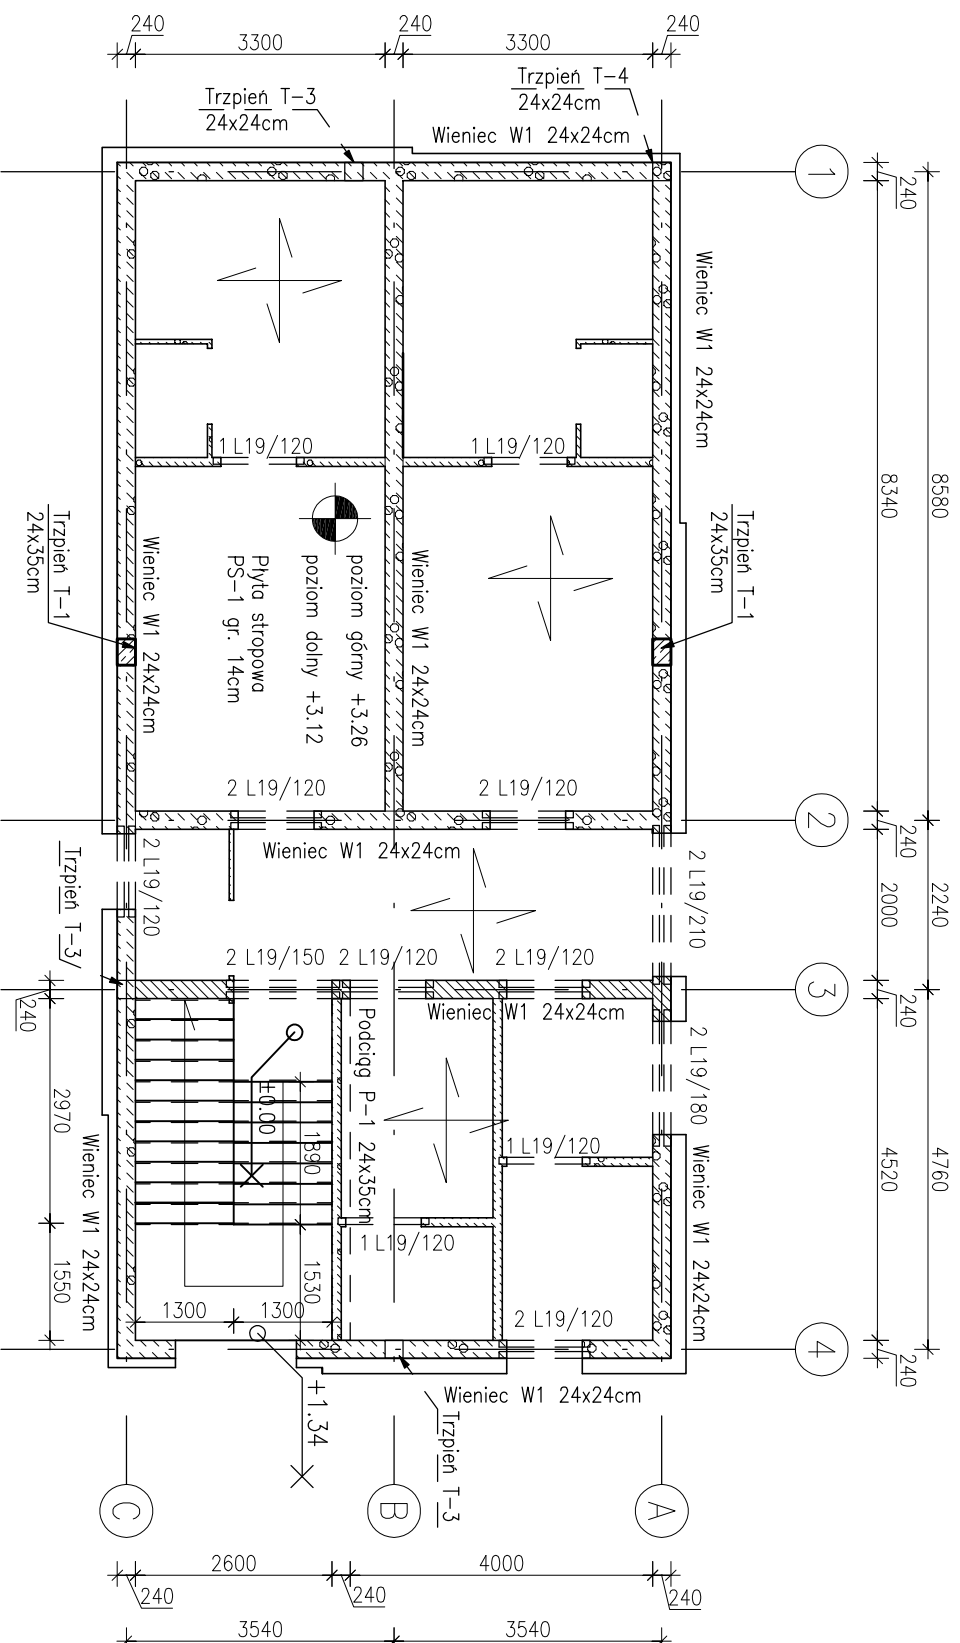 240
3300
240
3300
240
Trzpień T-3
24x24cm
Trzpień T-4
24x24cm
Wieniec W1 24x24cm
1
240
8340
8580
Wieniec W1 24x24cm
1 L19/120
1 L19/120
Trzpień T-1
24x35cm
Trzpień T-1
24x35cm
Wieniec W1 24x24cm
Płyta stropowa
PS-1 gr. 14cm
poziom górny +3.26
poziom dolny +3.12
Wieniec W1 24x24cm
2 L19/120
2 L19/120
2
240
Wieniec W1 24x24cm
2 L19/120
2 L19/210
2000
2240
Trzpień T-3
2 L19/150
2 L19/120
2 L19/120
3
240
240
Wieniec W1 24x24cm
Podciąg P-1 24x35cm
2 L19/180
±0.00
1890
2970
1 L19/120
4520
4760
Wieniec W1 24x24cm
Wieniec W1 24x24cm
1 L19/120
1530
1550
1300
1300
2 L19/120
4
240
+1.34
Wieniec W1 24x24cm
Trzpień T-3
C
B
A
2600
4000
240
240
240
3540
3540